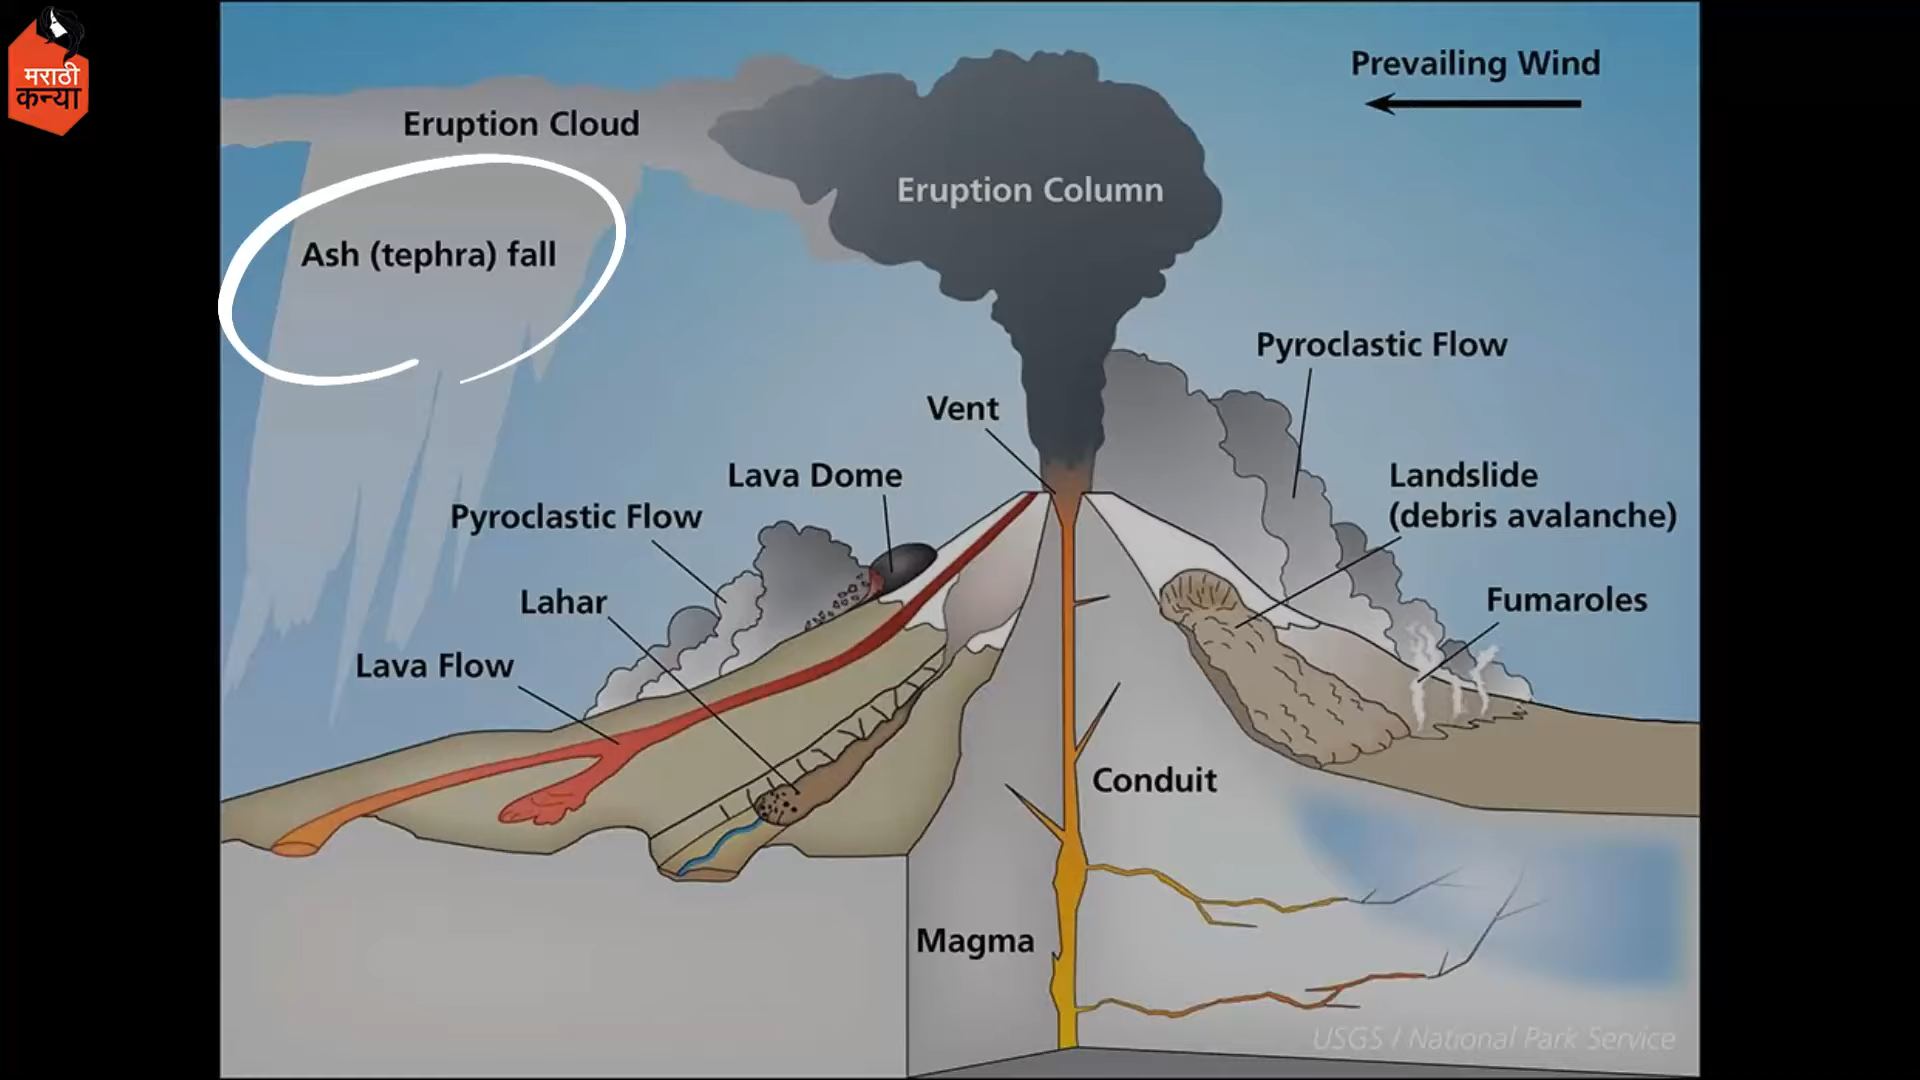 मराठी
कन्या
Prevailing Wind
Eruption Cloud
Eruption Column
Ash (tephra) fall
Pyroclastic Flow
Vent
Lava Dome
Landslide
(debris avalanche)
Pyroclastic Flow
Lahar
Fumaroles
Lava Flow
Conduit
Magma
USGS / National Park Service